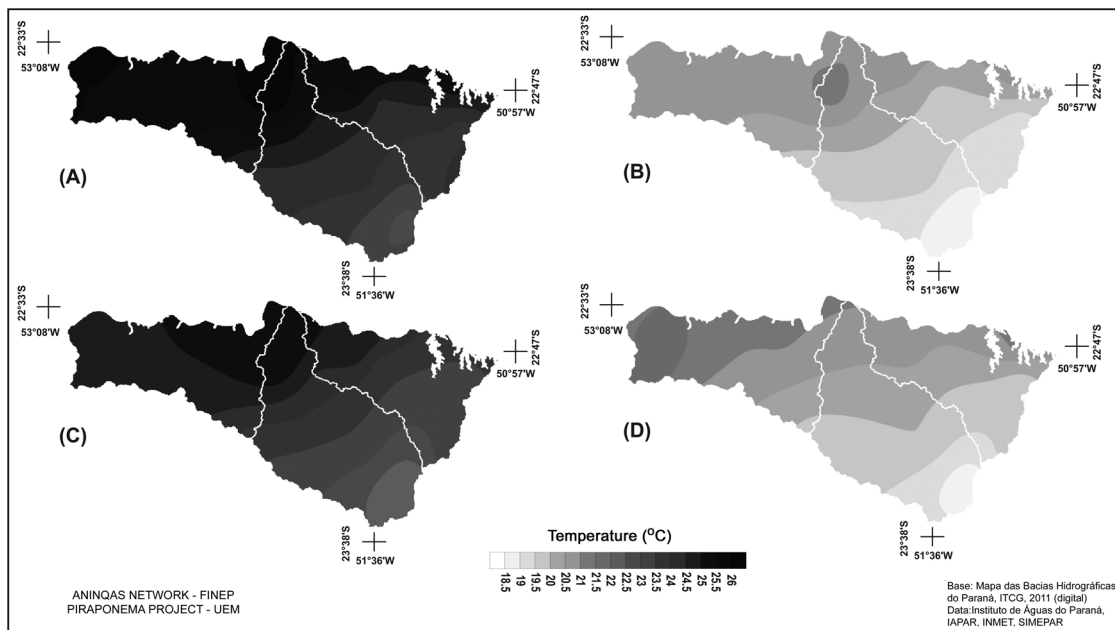 22°33'S
53°08'W
22°47'S
50°57'W
(A)
23°38'S
51°36'W
22°33'S
53°08'W
22°47'S
50°57'W
(B)
23°38'S
51°36'W
22°33'S
53°08'W
22°47'S
50°57'W
(C)
23°38'S
51°36'W
22°33'S
53°08'W
22°47'S
50°57'W
(D)
23°38'S
51°36'W
Temperature (°C)
18.5
19
19.5
20
20.5
21
21.5
22
22.5
23
23.5
24
24.5
25
25.5
26
ANINQAS NETWORK - FINEP
PIRAPONEMA PROJECT - UEM
Base: Mapa das Bacias Hidrográficas
do Paraná, ITCG, 2011 (digital)
Data:Instituto de Águas do Paraná,
IAPAR, INMET, SIMEPAR